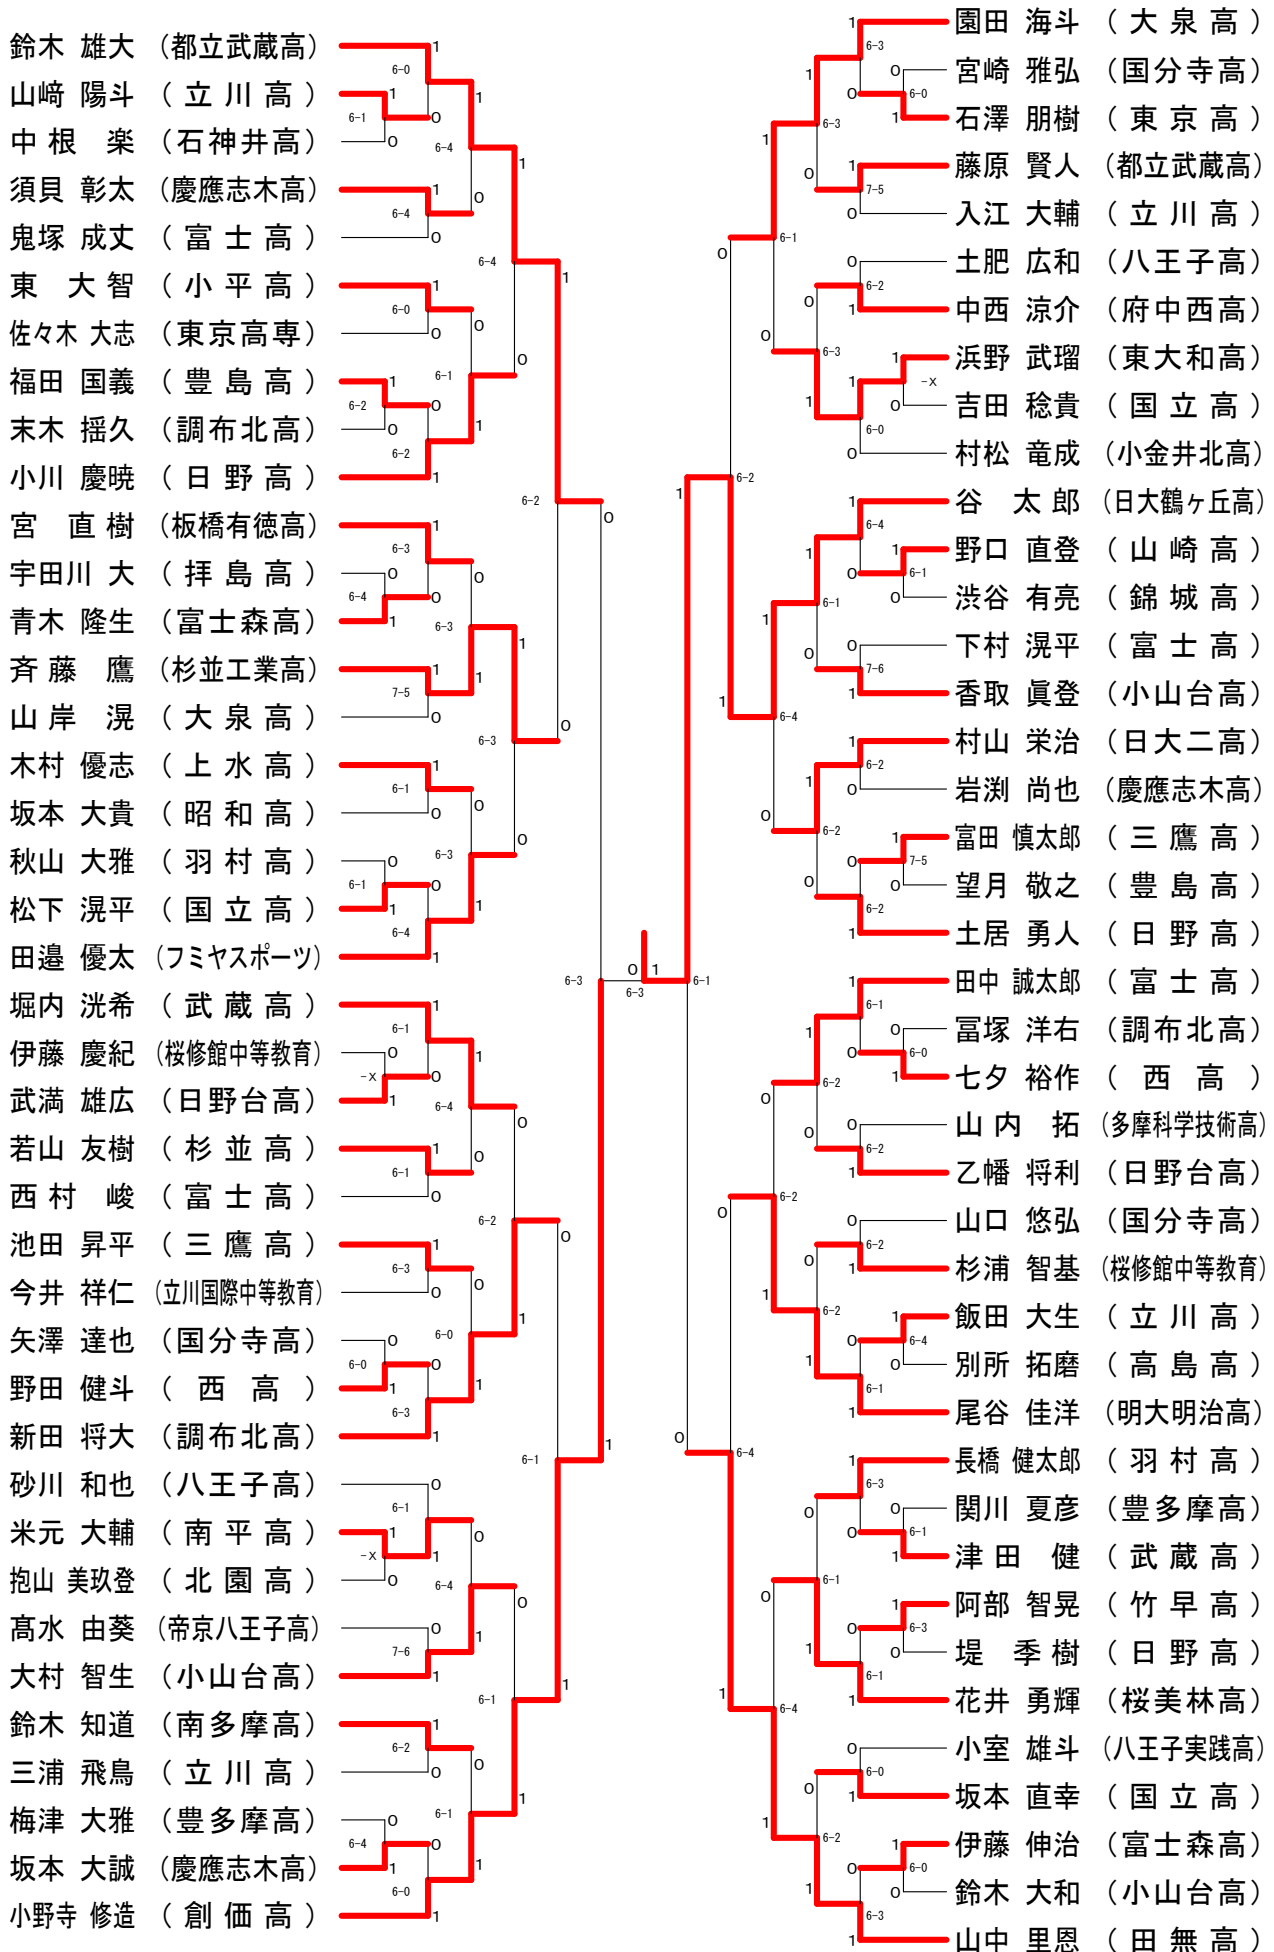 鈴木 雄大 (都立武蔵高)
山﨑 陽斗 (立川高)
中根 楽 (石神井高)
須貝 彰太 (慶應志木高)
鬼塚 成丈 (富士高)
東 大智 (小平高)
佐々木 大志 (東京高専)
福田 国義 (豊島高)
末木 揺久 (調布北高)
小川 慶暁 (日野高)
宮 直樹 (板橋有徳高)
宇田川 大 (拝島高)
青木 隆生 (富士森高)
斉藤 鷹 (杉並工業高)
山岸 滉 (大泉高)
木村 優志 (上水高)
坂本 大貴 (昭和高)
秋山 大雅 (羽村高)
松下 滉平 (国立高)
田邉 優太 (フミヤスポーツ)
堀内 洸希 (武蔵高)
伊藤 慶紀 (桜修館中等教育)
武満 雄広 (日野台高)
若山 友樹 (杉並高)
西村 峻 (富士高)
池田 昇平 (三鷹高)
今井 祥仁 (立川国際中等教育)
矢澤 達也 (国分寺高)
野田 健斗 (西高)
新田 将大 (調布北高)
砂川 和也 (八王子高)
米元 大輔 (南平高)
抱山 美玖登 (北園高)
髙水 由葵 (帝京八王子高)
大村 智生 (小山台高)
鈴木 知道 (南多摩高)
三浦 飛鳥 (立川高)
梅津 大雅 (豊多摩高)
坂本 大誠 (慶應志木高)
小野寺 修造 (創価高)
園田 海斗 (大泉高)
宮崎 雅弘 (国分寺高)
石澤 朋樹 (東京高)
藤原 賢人 (都立武蔵高)
入江 大輔 (立川高)
土肥 広和 (八王子高)
中西 涼介 (府中西高)
浜野 武瑠 (東大和高)
吉田 稔貴 (国立高)
村松 竜成 (小金井北高)
谷 太郎 (日大鶴ヶ丘高)
野口 直登 (山崎高)
渋谷 有亮 (錦城高)
下村 滉平 (富士高)
香取 眞登 (小山台高)
村山 栄治 (日大二高)
岩渕 尚也 (慶應志木高)
富田 慎太郎 (三鷹高)
望月 敬之 (豊島高)
土居 勇人 (日野高)
田中 誠太郎 (富士高)
冨塚 洋右 (調布北高)
七夕 裕作 (西高)
山内 拓 (多摩科学技術高)
乙幡 将利 (日野台高)
山口 悠弘 (国分寺高)
杉浦 智基 (桜修館中等教育)
飯田 大生 (立川高)
別所 拓磨 (高島高)
尾谷 佳洋 (明大明治高)
長橋 健太郎 (羽村高)
関川 夏彦 (豊多摩高)
津田 健 (武蔵高)
阿部 智晃 (竹早高)
堤 季樹 (日野高)
花井 勇輝 (桜美林高)
小室 雄斗 (八王子実践高)
坂本 直幸 (国立高)
伊藤 伸治 (富士森高)
鈴木 大和 (小山台高)
山中 里恩 (田無高)